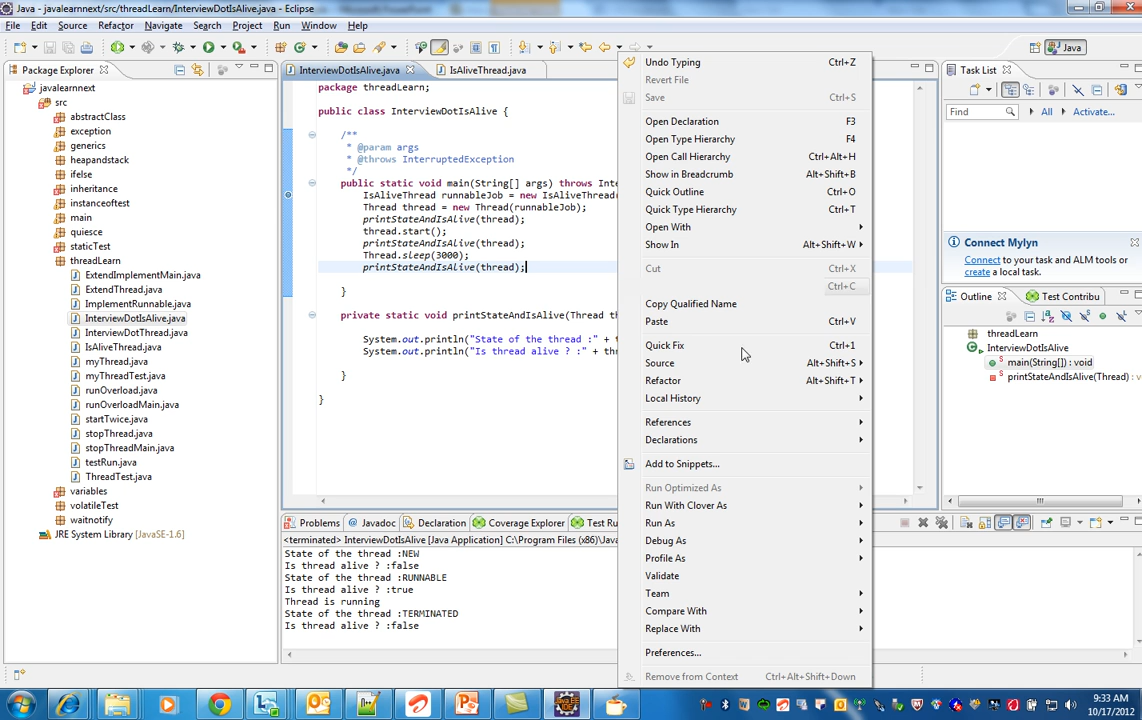 Java - javalearnnext/src/threadLearn/InterviewDotIsAlive.java - Eclipse
File Edit Source Refactor Navigate Search Project Run Window Help
Java
Package Explorer
javalearnnext
src
abstractClass
exception
generics
heapandstack
ifelse
inheritance
instanceoftest
main
quiesce
staticTest
threadLearn
ExtendImplementMain.java
ExtendThread.java
ImplementRunnable.java
InterviewDotIsAlive.java
InterviewDotThread.java
IsAliveThread.java
myThread.java
myThreadTest.java
runOverload.java
runOverloadMain.java
startTwice.java
stopThread.java
stopThreadMain.java
testRun.java
ThreadTest.java
variables
volatileTest
waitnotify
JRE System Library [JavaSE-1.6]
InterviewDotIsAlive.java IsAliveThread.java
package threadLearn;
public class InterviewDotIsAlive {
/**
* @param args
* @throws InterruptedException
*/
public static void main(String[] args) throws Inte
IsAliveThread runnableJob = new IsAliveThread(
Thread thread = new Thread(runnableJob);
printStateAndIsAlive(thread);
thread.start();
printStateAndIsAlive(thread);
Thread.sleep(3000);
printStateAndIsAlive(thread);
}
private static void printStateAndIsAlive(Thread th
System.out.println("State of the thread :" + t
System.out.println("Is thread alive ? :" + thr
}
}
Undo Typing Ctrl+Z
Revert File
Save Ctrl+S
Open Declaration F3
Open Type Hierarchy F4
Open Call Hierarchy Ctrl+Alt+H
Show in Breadcrumb Alt+Shift+B
Quick Outline Ctrl+O
Quick Type Hierarchy Ctrl+T
Open With
Show In Alt+Shift+W
Cut Ctrl+X
Ctrl+C
Copy Qualified Name
Paste Ctrl+V
Quick Fix Ctrl+1
Source Alt+Shift+S
Refactor Alt+Shift+T
Local History
References
Declarations
Add to Snippets...
Run Optimized As
Run With Clover As
Run As
Debug As
Profile As
Validate
Team
Compare With
Replace With
Preferences...
Remove from Context Ctrl+Alt+Shift+Down
Task List
Find All Activate...
Connect Mylyn
Connect to your task and ALM tools or
create a local task.
Outline Test Contribu
threadLearn
InterviewDotIsAlive
main(String[]) : void
printStateAndIsAlive(Thread) : v
Problems @ Javadoc Declaration Coverage Explorer Test Ru
<terminated> InterviewDotIsAlive [Java Application] C:\Program Files (x86)\Java
State of the thread :NEW
Is thread alive ? :false
State of the thread :RUNNABLE
Is thread alive ? :true
Thread is running
State of the thread :TERMINATED
Is thread alive ? :false
9:33 AM
10/17/2012